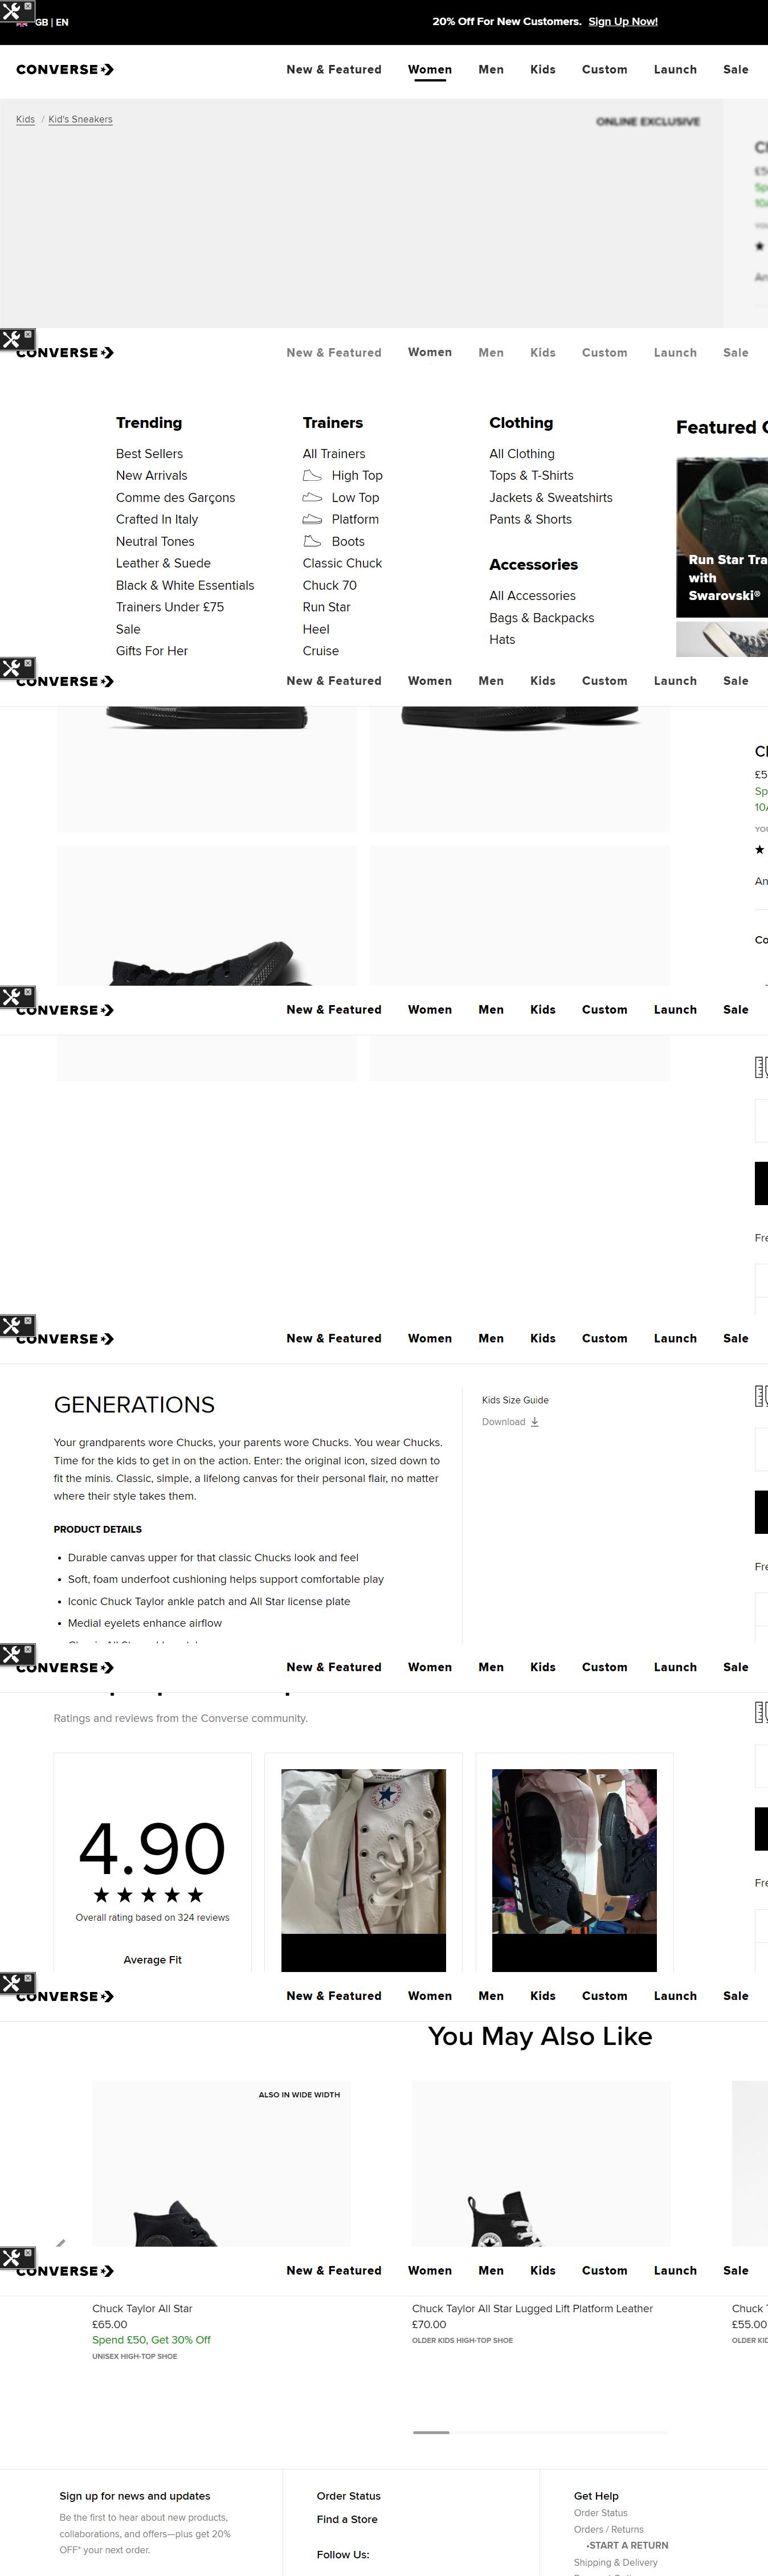 GB | EN
20% Off For New Customers. Sign Up Now!
CONVERSE
New & Featured Women Men Kids Custom Launch Sale
Kids / Kid's Sneakers
ONLINE EXCLUSIVE
CONVERSE
New & Featured Women Men Kids Custom Launch Sale
Trending
Best Sellers
New Arrivals
Comme des Garçons
Crafted In Italy
Neutral Tones
Leather & Suede
Black & White Essentials
Trainers Under £75
Sale
Gifts For Her
Trainers
All Trainers
High Top
Low Top
Platform
Boots
Classic Chuck
Chuck 70
Run Star
Heel
Cruise
Clothing
All Clothing
Tops & T-Shirts
Jackets & Sweatshirts
Pants & Shorts
Accessories
All Accessories
Bags & Backpacks
Hats
Featured
Run Star Tra
with
Swarovski®
CONVERSE
New & Featured Women Men Kids Custom Launch Sale
£5
Sp
10
YOU
An
Co
CONVERSE
New & Featured Women Men Kids Custom Launch Sale
Fre
CONVERSE
New & Featured Women Men Kids Custom Launch Sale
GENERATIONS
Your grandparents wore Chucks, your parents wore Chucks. You wear Chucks.
Time for the kids to get in on the action. Enter: the original icon, sized down to
fit the minis. Classic, simple, a lifelong canvas for their personal flair, no matter
where their style takes them.
PRODUCT DETAILS
• Durable canvas upper for that classic Chucks look and feel
• Soft, foam underfoot cushioning helps support comfortable play
• Iconic Chuck Taylor ankle patch and All Star license plate
• Medial eyelets enhance airflow
Kids Size Guide
Download
Fre
CONVERSE
New & Featured Women Men Kids Custom Launch Sale
Ratings and reviews from the Converse community.
4.90
Overall rating based on 324 reviews
Average Fit
CONVERSE
Fre
CONVERSE
New & Featured Women Men Kids Custom Launch Sale
You May Also Like
ALSO IN WIDE WIDTH
CONVERSE
New & Featured Women Men Kids Custom Launch Sale
Chuck Taylor All Star
£65.00
Spend £50, Get 30% Off
UNISEX HIGH-TOP SHOE
Chuck Taylor All Star Lugged Lift Platform Leather
£70.00
OLDER KIDS HIGH-TOP SHOE
Chuck
£55.00
OLDER KID
Sign up for news and updates
Be the first to hear about new products,
collaborations, and offers—plus get 20%
OFF* your next order.
Order Status
Find a Store
Follow Us:
Get Help
Order Status
Orders / Returns
•START A RETURN
Shipping & Delivery